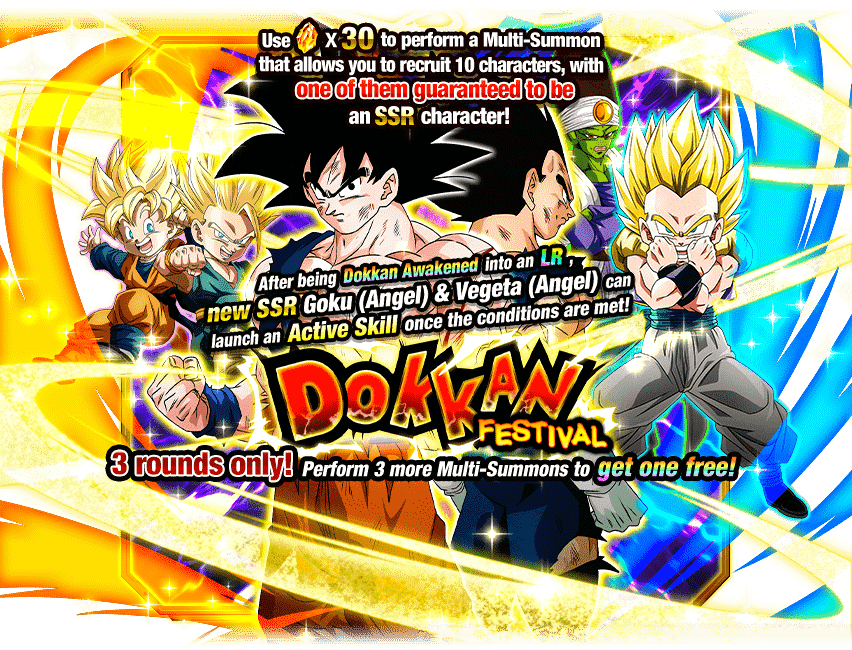 Use X 30 to perform a Multi-Summon
that allows you to recruit 10 characters, with
one of them guaranteed to be
an SSR character!
After being Dokkan Awakened into an LR,
new SSR Goku (Angel) & Vegeta (Angel) can
launch an Active Skill once the conditions are met!
DOKKAN
FESTIVAL
3 rounds only! Perform 3 more Multi-Summons to get one free!